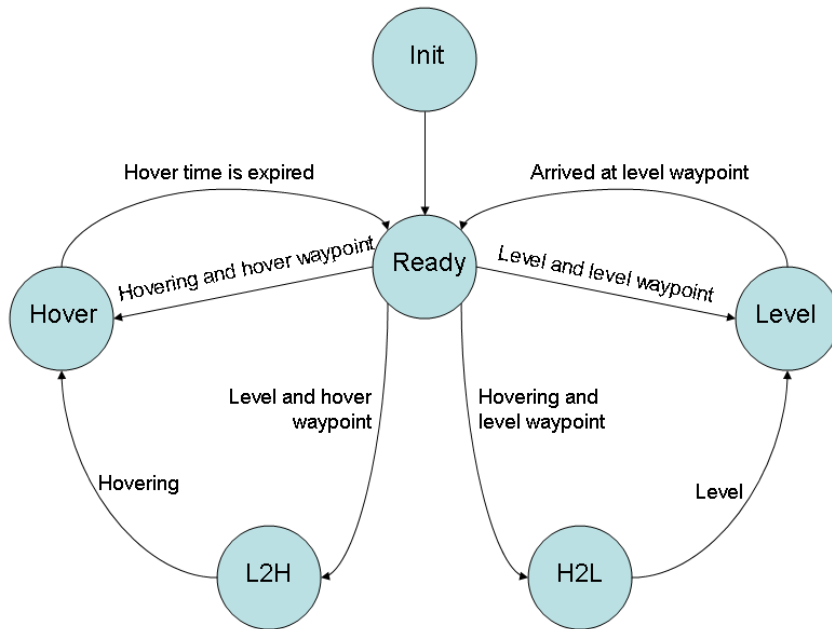 Init
Hover time is expired
Arrived at level waypoint
Hovering and hover waypoint
Ready
Level and level waypoint
Hover
Level
Level and hover
waypoint
Hovering and
level waypoint
Hovering
Level
L2H
H2L